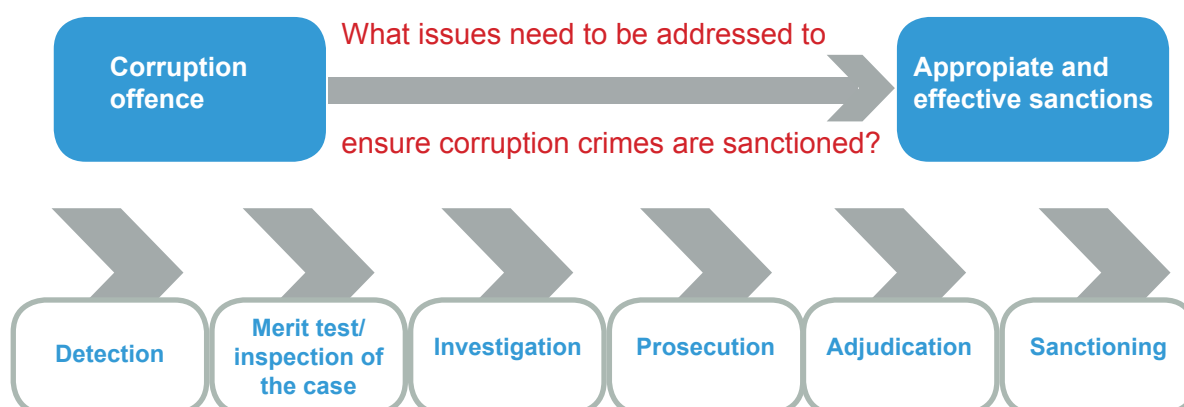 Corruption
offence
What issues need to be addressed to
ensure corruption crimes are sanctioned?
Appropiate and
effective sanctions
Detection
Merit test/
inspection of
the case
Investigation
Prosecution
Adjudication
Sanctioning